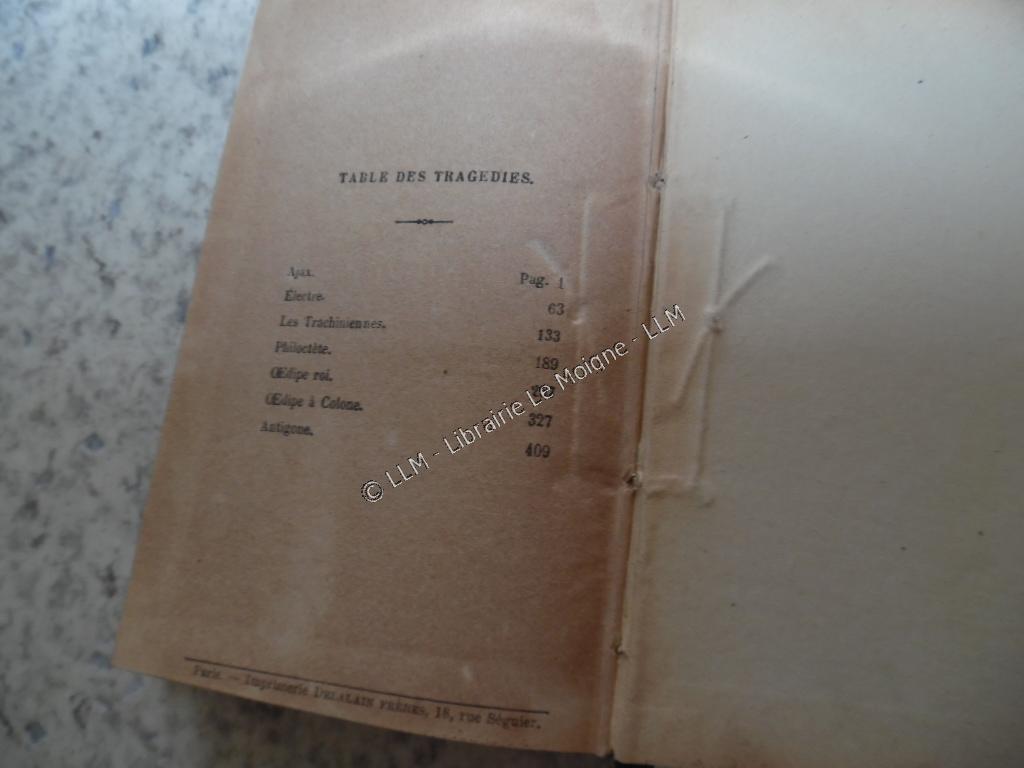 TABLE DES TRAGEDIES.
Ajax. Pag. 1
Électre. 63
Les Trachiniennes. 133
Philoctète. 189
Œdipe roi.
Œdipe à Colone. 327
Antigone. 409
© LLM - Librairie Le Moigne - LLM
Paris. — Imprimerie DELALAIN FRÈRES, 18, rue Séguier.